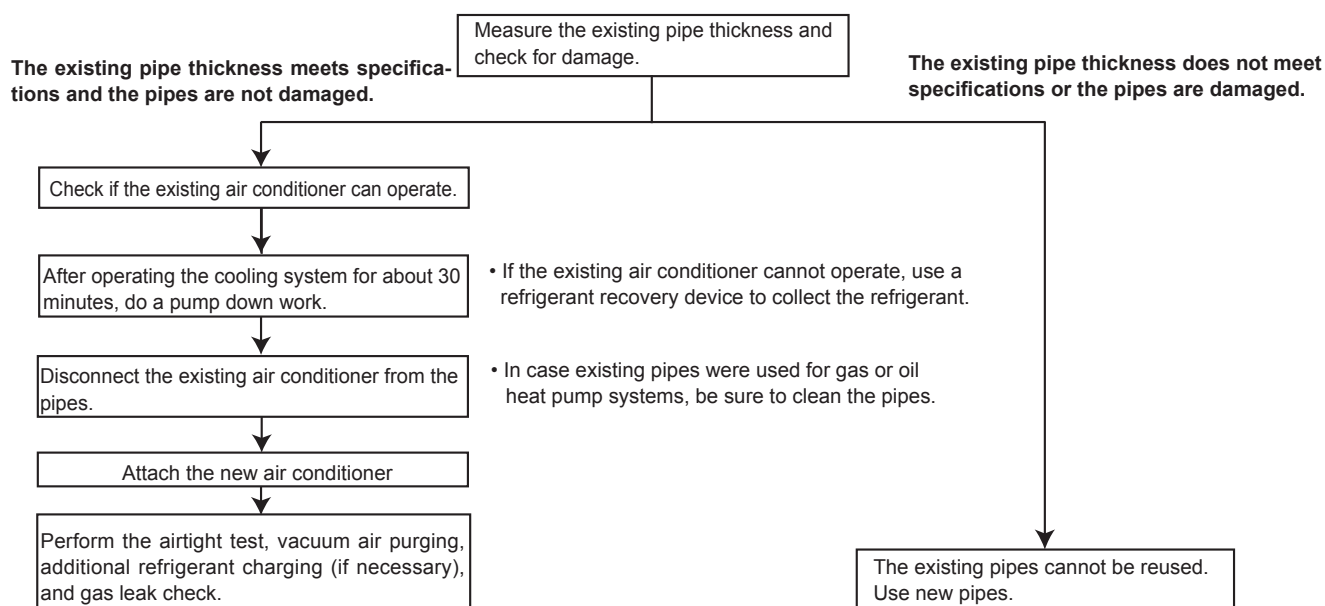 Measure the existing pipe thickness and
check for damage.
The existing pipe thickness meets specifica-
tions and the pipes are not damaged.
The existing pipe thickness does not meet
specifications or the pipes are damaged.
Check if the existing air conditioner can operate.
After operating the cooling system for about 30
minutes, do a pump down work.
• If the existing air conditioner cannot operate, use a
refrigerant recovery device to collect the refrigerant.
Disconnect the existing air conditioner from the
pipes.
• In case existing pipes were used for gas or oil
heat pump systems, be sure to clean the pipes.
Attach the new air conditioner
Perform the airtight test, vacuum air purging,
additional refrigerant charging (if necessary),
and gas leak check.
The existing pipes cannot be reused.
Use new pipes.